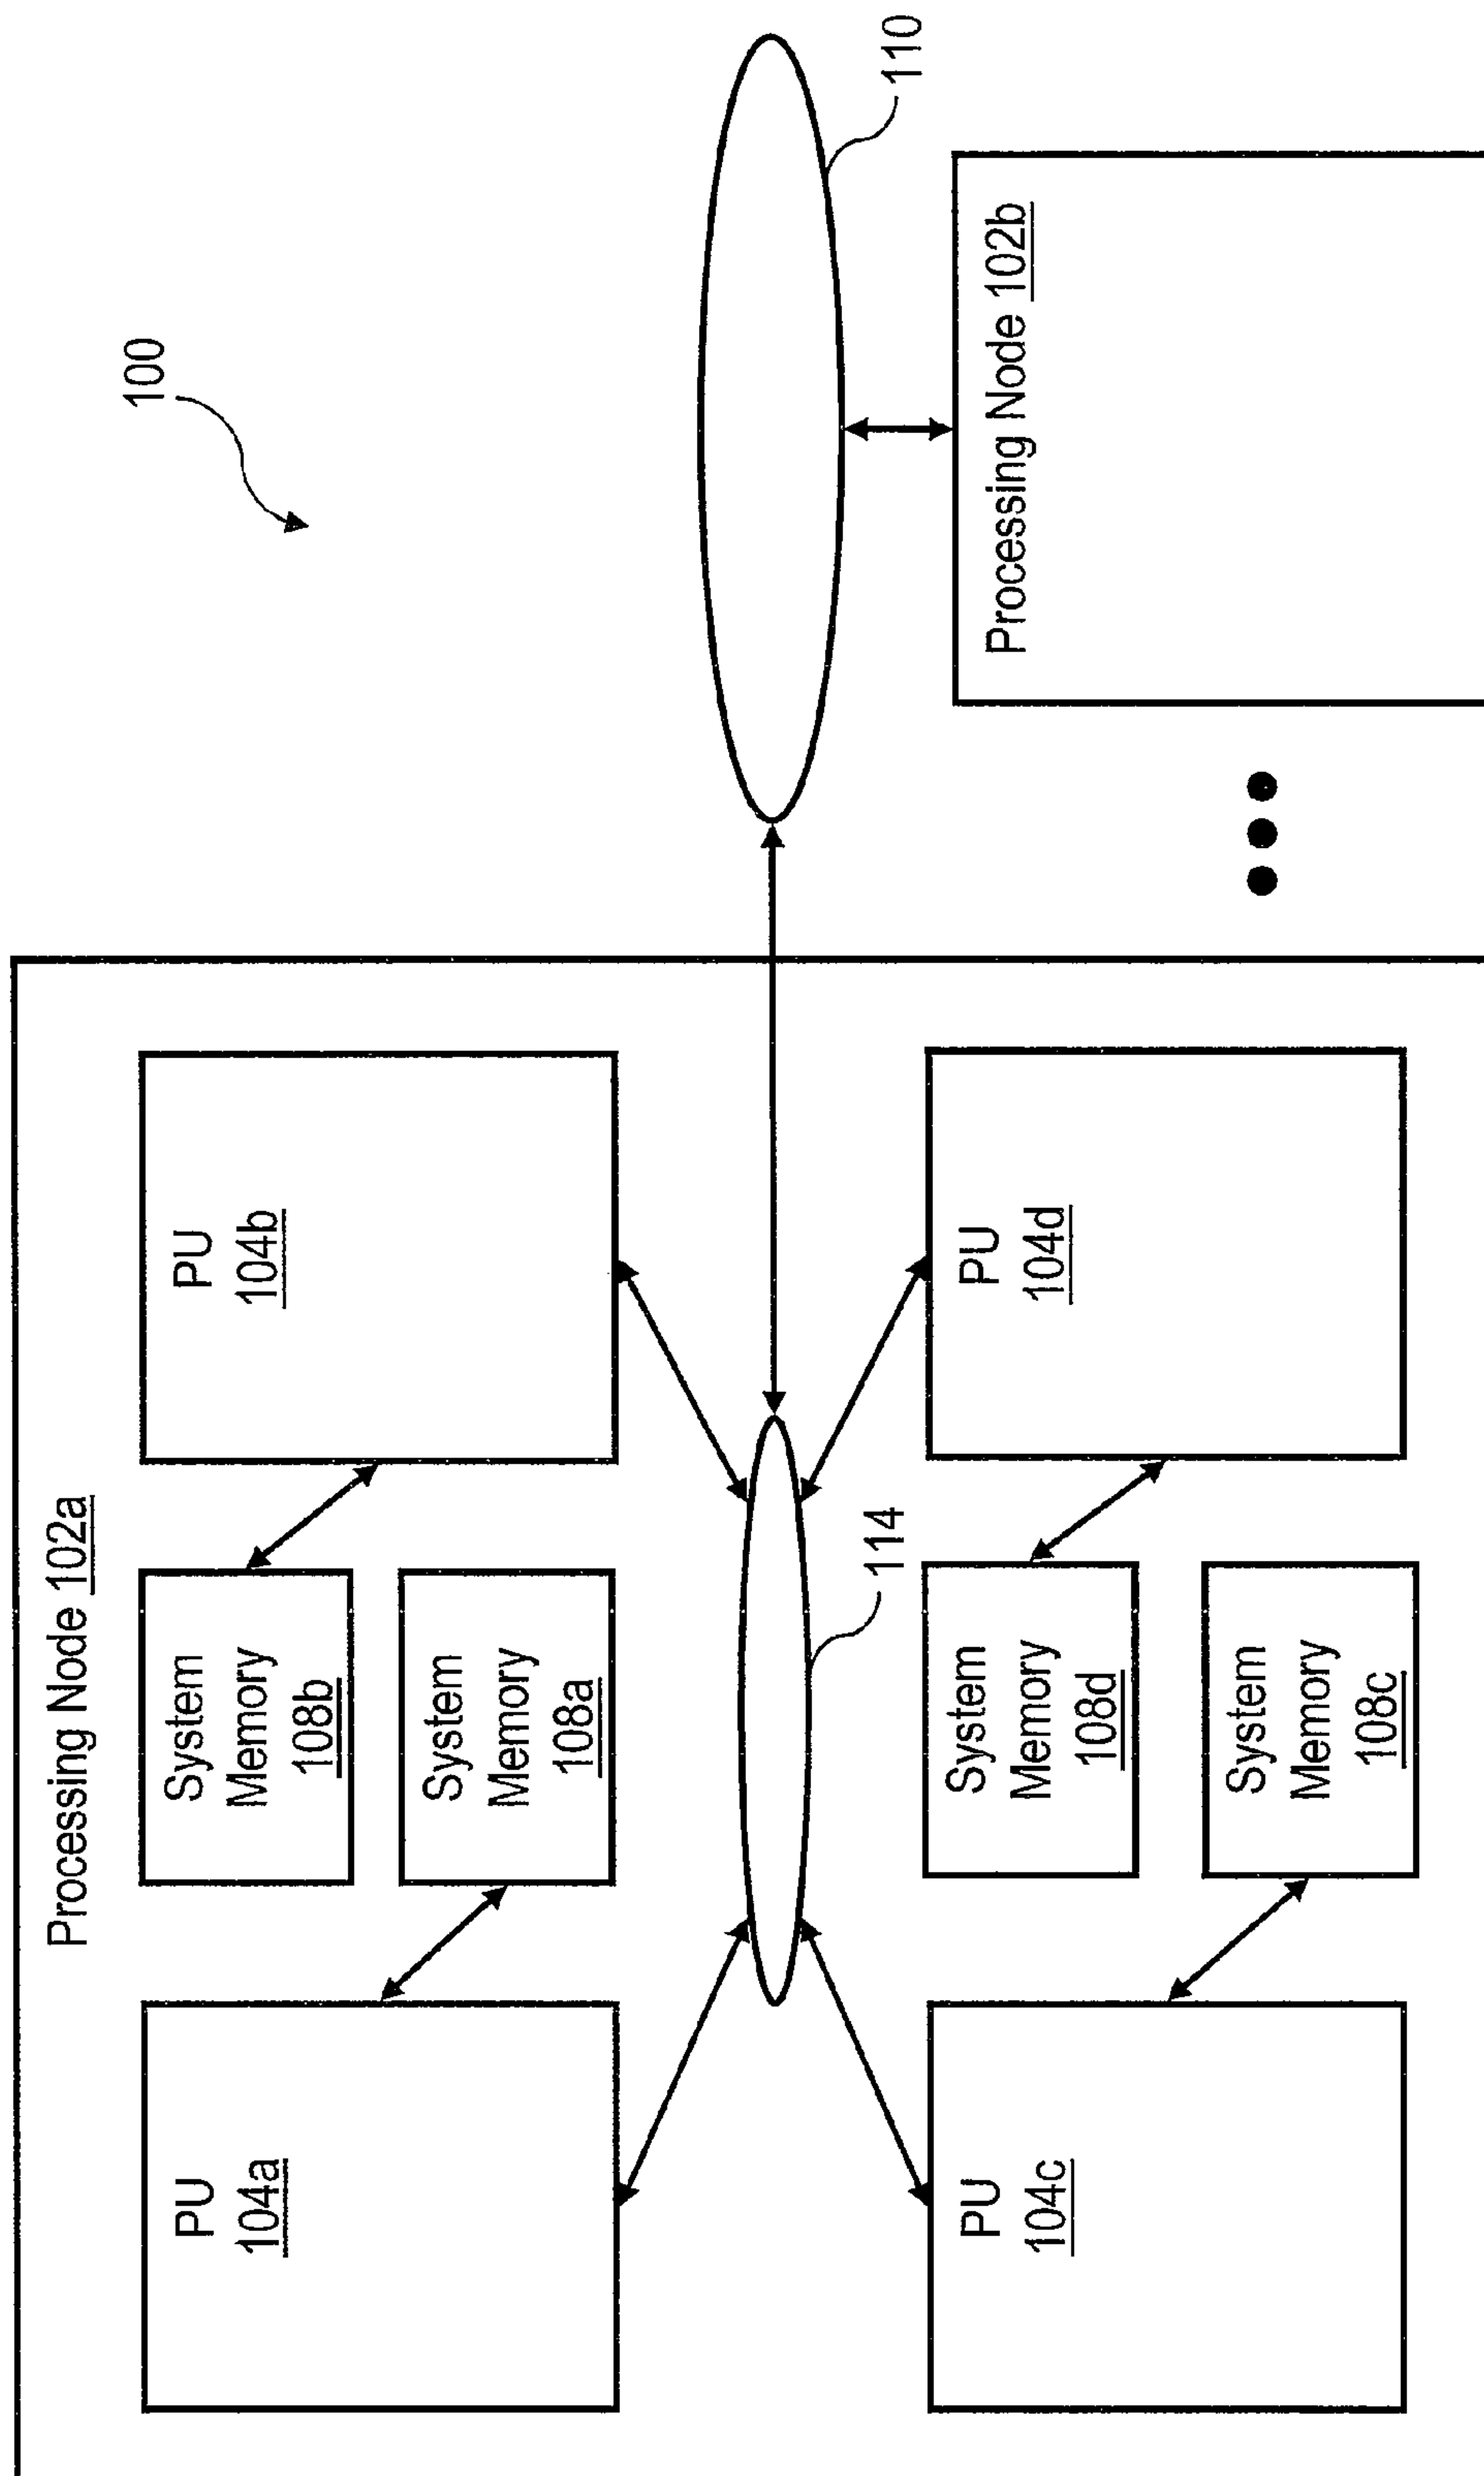 100
Processing Node 102a
PU
104a
System
Memory
108b
System
Memory
108a
PU
104b
110
114
PU
104c
System
Memory
108d
System
Memory
108c
PU
104d
Processing Node 102b